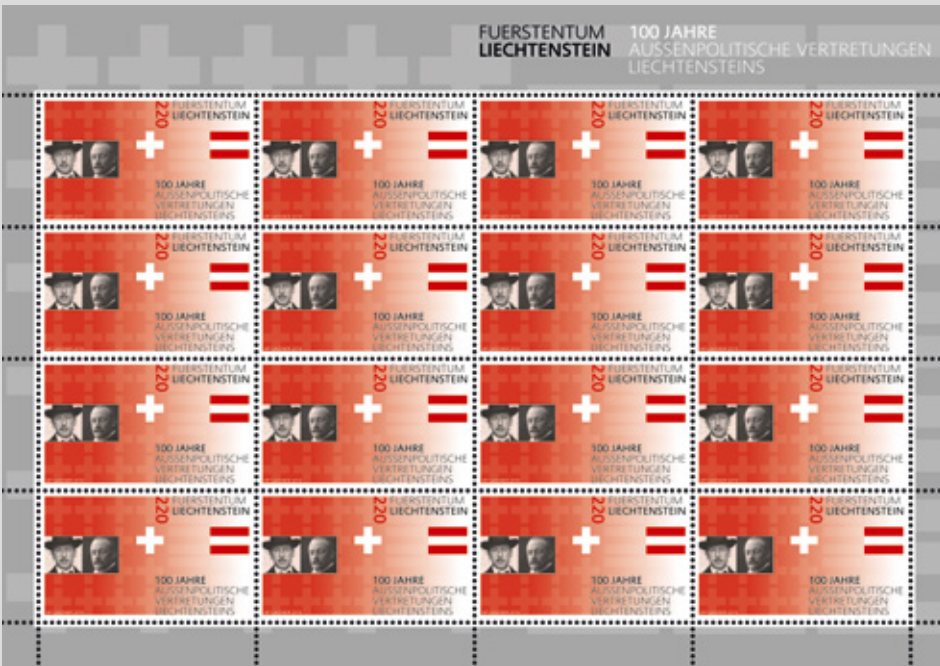 FUERSTENTUM
LIECHTENSTEIN
100 JAHRE
AUSSENPOLITISCHE VERTRETUNGEN
LIECHTENSTEINS
220
FUERSTENTUM
LIECHTENSTEIN
100 JAHRE
AUSSENPOLITISCHE
VERTRETUNGEN
LIECHTENSTEINS
220
FUERSTENTUM
LIECHTENSTEIN
100 JAHRE
AUSSENPOLITISCHE
VERTRETUNGEN
LIECHTENSTEINS
220
FUERSTENTUM
LIECHTENSTEIN
100 JAHRE
AUSSENPOLITISCHE
VERTRETUNGEN
LIECHTENSTEINS
220
FUERSTENTUM
LIECHTENSTEIN
100 JAHRE
AUSSENPOLITISCHE
VERTRETUNGEN
LIECHTENSTEINS
220
FUERSTENTUM
LIECHTENSTEIN
100 JAHRE
AUSSENPOLITISCHE
VERTRETUNGEN
LIECHTENSTEINS
220
FUERSTENTUM
LIECHTENSTEIN
100 JAHRE
AUSSENPOLITISCHE
VERTRETUNGEN
LIECHTENSTEINS
220
FUERSTENTUM
LIECHTENSTEIN
100 JAHRE
AUSSENPOLITISCHE
VERTRETUNGEN
LIECHTENSTEINS
220
FUERSTENTUM
LIECHTENSTEIN
100 JAHRE
AUSSENPOLITISCHE
VERTRETUNGEN
LIECHTENSTEINS
220
FUERSTENTUM
LIECHTENSTEIN
100 JAHRE
AUSSENPOLITISCHE
VERTRETUNGEN
LIECHTENSTEINS
220
FUERSTENTUM
LIECHTENSTEIN
100 JAHRE
AUSSENPOLITISCHE
VERTRETUNGEN
LIECHTENSTEINS
220
FUERSTENTUM
LIECHTENSTEIN
100 JAHRE
AUSSENPOLITISCHE
VERTRETUNGEN
LIECHTENSTEINS
220
FUERSTENTUM
LIECHTENSTEIN
100 JAHRE
AUSSENPOLITISCHE
VERTRETUNGEN
LIECHTENSTEINS
220
FUERSTENTUM
LIECHTENSTEIN
100 JAHRE
AUSSENPOLITISCHE
VERTRETUNGEN
LIECHTENSTEINS
220
FUERSTENTUM
LIECHTENSTEIN
100 JAHRE
AUSSENPOLITISCHE
VERTRETUNGEN
LIECHTENSTEINS
220
FUERSTENTUM
LIECHTENSTEIN
100 JAHRE
AUSSENPOLITISCHE
VERTRETUNGEN
LIECHTENSTEINS
220
FUERSTENTUM
LIECHTENSTEIN
100 JAHRE
AUSSENPOLITISCHE
VERTRETUNGEN
LIECHTENSTEINS